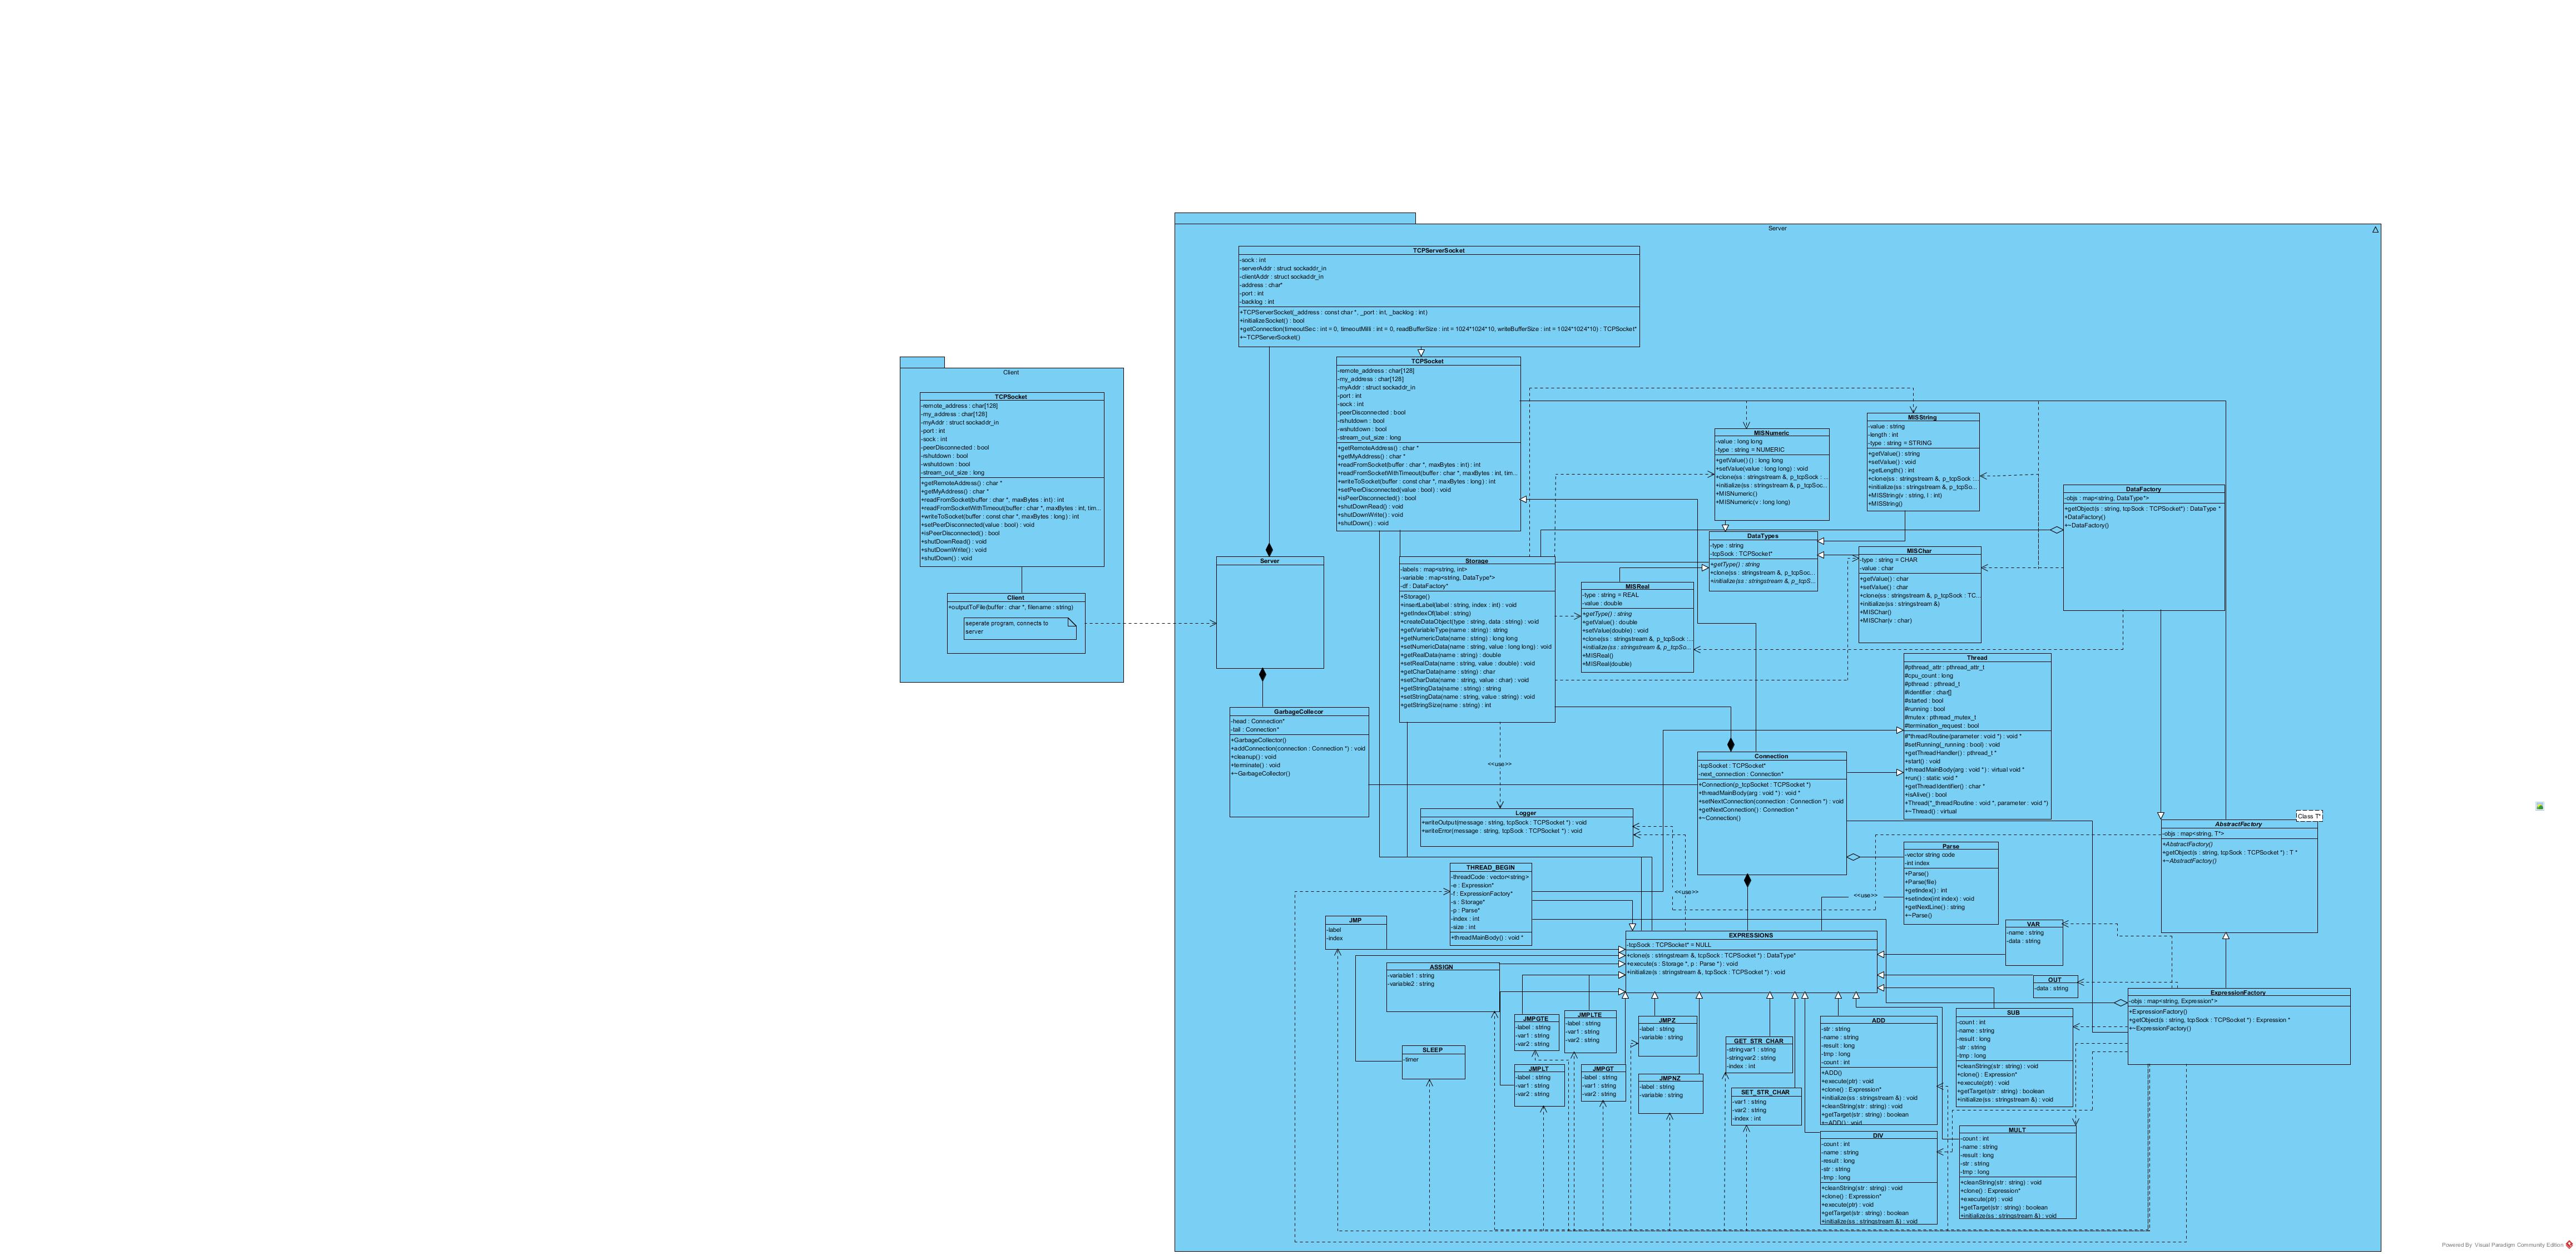 Server
TCPServerSocket
-sock : int
-serverAddr : struct sockaddr_in
-clientAddr : struct sockaddr_in
-address : char*
-port : int
-backlog : int
+TCPServerSocket(_address : const char *, _port : int, _backlog : int)
+initializeSocket() : bool
+getConnection(timeoutSec : int = 0, timeoutMilli : int = 0, readBufferSize : int = 1024*1024*10, writeBufferSize : int = 1024*1024*10) : TCPSocket*
+~TCPServerSocket()
Client
TCPSocket
-remote_address : char[128]
-my_address : char[128]
-myAddr : struct sockaddr_in
-port : int
-sock : int
-peerDisconnected : bool
-rshutdown : bool
-wshutdown : bool
-stream_out_size : long
+getRemoteAddress() : char *
+getMyAddress() : char *
+readFromSocket(buffer : char *, maxBytes : int) : int
+readFromSocketWithTimeout(buffer : char *, maxBytes : int, tim...
+writeToSocket(buffer : const char *, maxBytes : long) : int
+setPeerDisconnected(value : bool) : void
+isPeerDisconnected() : bool
+shutDownRead() : void
+shutDownWrite() : void
+shutDown() : void
Client
+outputToFile(buffer : char *, filename : string)
seperate program, connects to
server
TCPSocket
-remote_address : char[128]
-my_address : char[128]
-myAddr : struct sockaddr_in
-port : int
-sock : int
-peerDisconnected : bool
-rshutdown : bool
-wshutdown : bool
-stream_out_size : long
+getRemoteAddress() : char *
+getMyAddress() : char *
+readFromSocket(buffer : char *, maxBytes : int) : int
+readFromSocketWithTimeout(buffer : char *, maxBytes : int, tim...
+writeToSocket(buffer : const char *, maxBytes : long) : int
+setPeerDisconnected(value : bool) : void
+isPeerDisconnected() : bool
+shutDownRead() : void
+shutDownWrite() : void
+shutDown() : void
MISNumeric
-value : long long
-type : string = NUMERIC
+getValue() () : long long
+setValue(value : long long) : void
+clone(ss : stringstream &, p_tcpSock : ...
+initialize(ss : stringstream &, p_tcpSoc...
+MISNumeric()
+MISNumeric(v : long long)
MISString
-value : string
-length : int
-type : string = STRING
+getValue() : string
+setValue() : void
+getLength() : int
+clone(ss : stringstream &, p_tcpSock : ...
+initialize(ss : stringstream &, p_tcpSo...
+MISString(v : string, l : int)
+MISString()
DataFactory
-objs : map<string, DataType*>
+getObject(s : string, tcpSock : TCPSocket*) : DataType *
+DataFactory()
+~DataFactory()
DataTypes
-type : string
-tcpSock : TCPSocket*
+getType() : string
+clone(ss : stringstream &, p_tcpSoc...
+initialize(ss : stringstream &, p_tcpS...
MISChar
-type : string = CHAR
-value : char
+getValue() : char
+setValue() : char
+clone(ss : stringstream &, p_tcpSock : TC...
+initialize(ss : stringstream &)
+MISChar()
+MISChar(v : char)
Server
Storage
-labels : map<string, int>
-variable : map<string, DataType*>
-df : DataFactory*
+Storage()
+insertLabel(label : string, index : int) : void
+getIndexOf(label : string)
+createDataObject(type : string, data : string) : void
+getVariableType(name : string) : string
+getNumericData(name : string) : long long
+setNumericData(name : string, value : long long) : void
+getRealData(name : string) : double
+setRealData(name : string, value : double) : void
+getCharData(name : string) : char
+setCharData(name : string, value : char) : void
+getStringData(name : string) : string
+setStringData(name : string, value : string) : void
+getStringSize(name : string) : int
MISReal
-type : string = REAL
-value : double
+getType() : string
+getValue() : double
+setValue(double) : void
+clone(ss : stringstream &, p_tcpSock :...
+initialize(ss : stringstream &, p_tcpSo...
+MISReal()
+MISReal(double)
Thread
#pthread_attr : pthread_attr_t
#cpu_count : long
#pthread : pthread_t
#identifier : char[]
#started : bool
#running : bool
#mutex : pthread_mutex_t
#termination_request : bool
#*threadRoutine(parameter : void *) : void *
#setRunning(_running : bool) : void
+getThreadHandler() : pthread_t *
+start() : void
+threadMainBody(arg : void *) : virtual void *
+run() : static void *
+getThreadIdentifier() : char *
+isAlive() : bool
+Thread(*_threadRoutine : void *, parameter : void *)
+~Thread() : virtual
GarbageCollecor
-head : Connection*
-tail : Connection*
+GarbageCollector()
+addConnection(connection : Connection *) : void
+cleanup() : void
+terminate() : void
+~GarbageCollector()
<<use>>
Connection
-tcpSocket : TCPSocket*
-next_connection : Connection*
+Connection(p_tcpSocket : TCPSocket *)
+threadMainBody(arg : void *) : void *
+setNextConnection(connection : Connection *) : void
+getNextConnection() : Connection *
+~Connection()
Logger
+writeOutput(message : string, tcpSock : TCPSocket *) : void
+writeError(message : string, tcpSock : TCPSocket *) : void
Class T*
AbstractFactory
-objs : map<string, T*>
+AbstractFactory()
+getObject(s : string, tcpSock : TCPSocket *) : T *
+~AbstractFactory()
Parse
-vector string code
-int index
+Parse()
+Parse(file)
+getindex() : int
+setindex(int index) : void
+getNextLine() : string
+~Parse()
<<use>>
<<use>>
THREAD_BEGIN
-threadCode : vector<string>
-e : Expression*
-f : ExpressionFactory*
-s : Storage*
-p : Parse*
-index : int
-size : int
+threadMainBody() : void *
JMP
-label
-index
VAR
-name : string
-data : string
EXPRESSIONS
-tcpSock : TCPSocket* = NULL
+clone(s : stringstream &, tcpSock : TCPSocket *) : DataType*
+execute(s : Storage *, p : Parse *) : void
+initialize(s : stringstream &, tcpSock : TCPSocket *) : void
ASSIGN
-variable1 : string
-variable2 : string
OUT
-data : string
ExpressionFactory
-objs : map<string, Expression*>
+ExpressionFactory()
+getObject(s : string, tcpSock : TCPSocket *) : Expression *
+~ExpressionFactory()
JMPGTE
-label : string
-var1 : string
-var2 : string
JMPLTE
-label : string
-var1 : string
-var2 : string
JMPZ
-label : string
-variable : string
GET_STR_CHAR
-stringvar1 : string
-stringvar2 : string
-index : int
ADD
-str : string
-name : string
-result : long
-tmp : long
-count : int
+ADD()
+execute(ptr) : void
+clone() : Expression*
+initialize(ss : stringstream &) : void
+cleanString(str : string) : void
+getTarget(str : string) : boolean
+~ADD() : void
SUB
-count : int
-name : string
-result : long
-str : string
-tmp : long
+cleanString(str : string) : void
+clone() : Expression*
+execute(ptr) : void
+getTarget(str : string) : boolean
+initialize(ss : stringstream &) : void
SLEEP
-timer
JMPLT
-label : string
-var1 : string
-var2 : string
JMPGT
-label : string
-var1 : string
-var2 : string
JMPNZ
-label : string
-variable : string
SET_STR_CHAR
-var1 : string
-var2 : string
-index : int
DIV
-count : int
-name : string
-result : long
-str : string
-tmp : long
+cleanString(str : string) : void
+clone() : Expression*
+execute(ptr) : void
+getTarget(str : string) : boolean
+initialize(ss : stringstream &) : void
MULT
-count : int
-name : string
-result : long
-str : string
-tmp : long
+cleanString(str : string) : void
+clone() : Expression*
+execute(ptr) : void
+getTarget(str : string) : boolean
+initialize(ss : stringstream &) : void
Powered By Visual Paradigm Community Edition